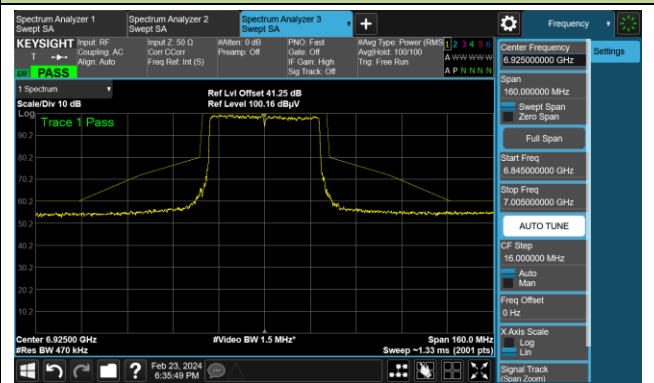 Spectrum Analyzer 1
Swept SA
Spectrum Analyzer 2
Swept SA
Spectrum Analyzer 3
Swept SA
+
Frequency
KEYSIGHT
T
LXI
PASS
Input: RF
Coupling: AC
Align: Auto
Input Z: 50 Ω
Corr CCorr
Freq Ref: Int (S)
#Atten: 0 dB
Preamp: Off
PNO: Fast
Gate: Off
IF Gain: High
Sig Track: Off
#Avg Type: Power (RMS
Avg|Hold: 100/100
Trig: Free Run
1 2 3 4 5 6
A W W W W W
A P N N N N
Center Frequency
6.925000000 GHz
Settings
Span
160.000000 MHz
Swept Span
Zero Span
Full Span
Start Freq
6.845000000 GHz
Stop Freq
7.005000000 GHz
AUTO TUNE
CF Step
16.000000 MHz
Auto
Man
Freq Offset
0 Hz
X Axis Scale
Log
Lin
Signal Track
(Span Zoom)
1 Spectrum
Scale/Div 10 dB
Ref Lvl Offset 41.25 dB
Ref Level 100.16 dBµV
Log
Trace 1 Pass
90.2
80.2
70.2
60.2
50.2
40.2
30.2
20.2
10.2
Center 6.92500 GHz
#Video BW 1.5 MHz*
Span 160.0 MHz
#Res BW 470 kHz
Sweep ~1.33 ms (2001 pts)
?
Feb 23, 2024
6:35:49 PM